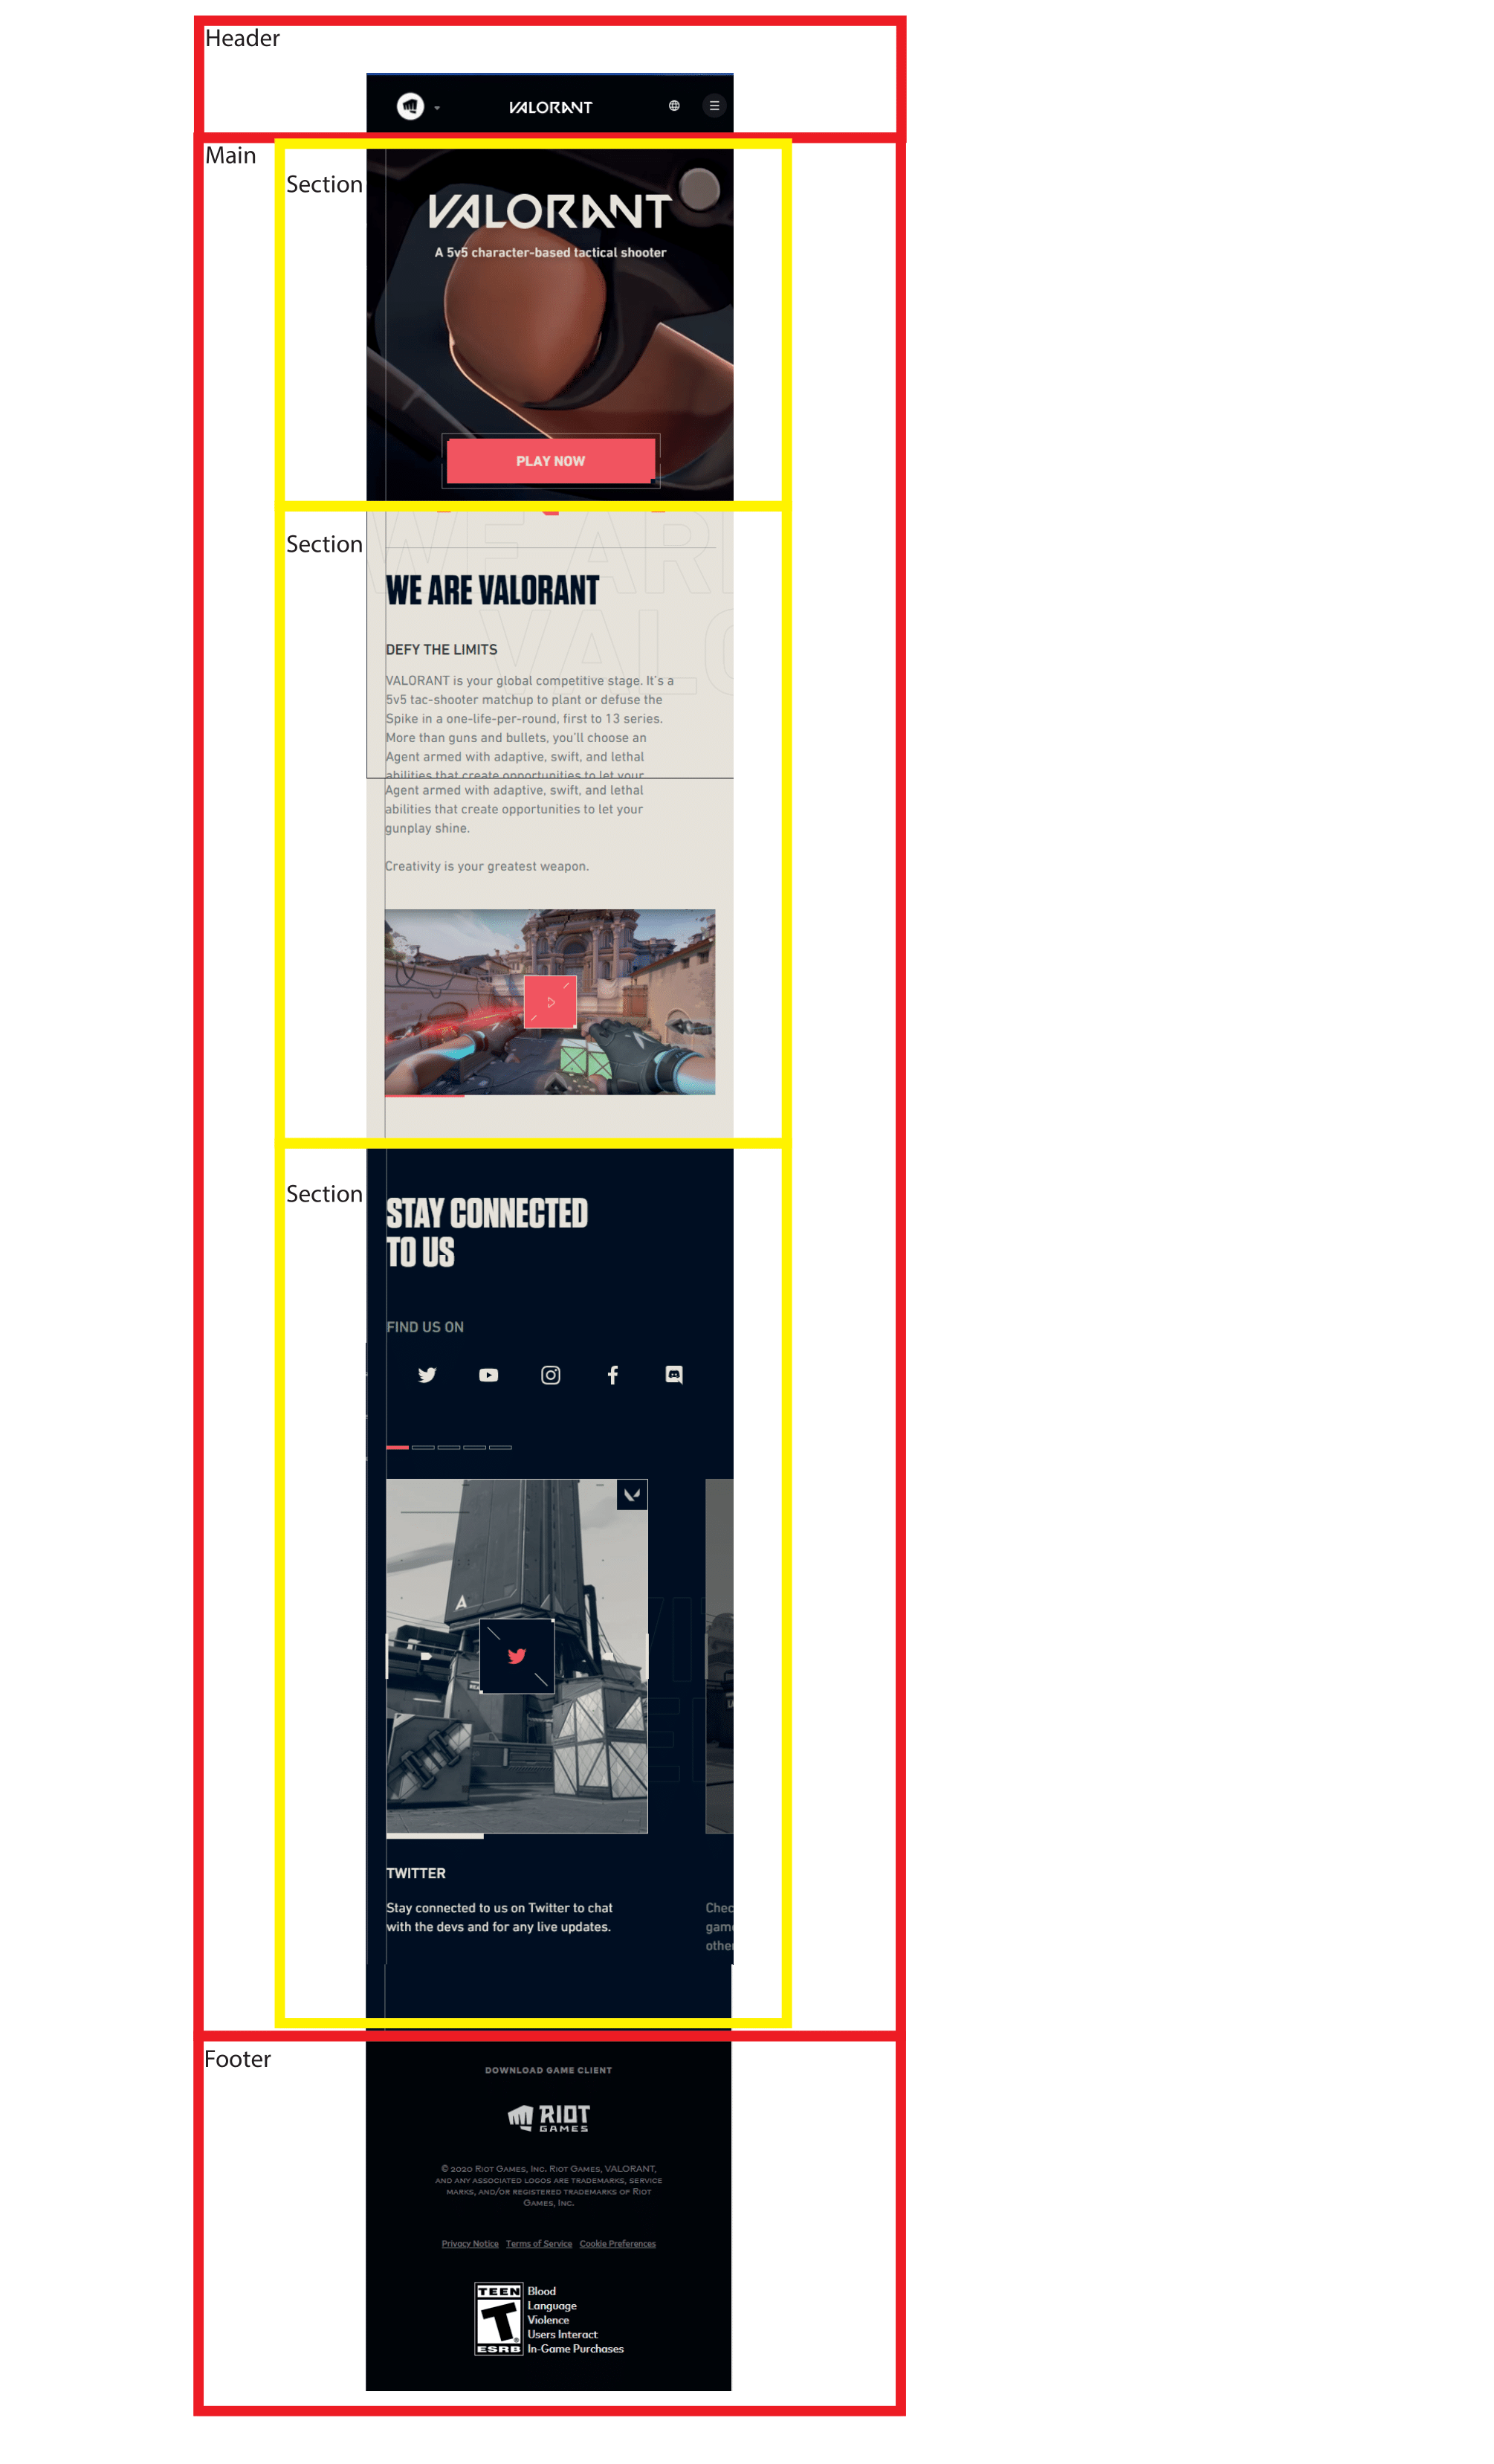 Header
VALORANT
Main
Section
VALORANT
A 5v5 character-based tactical shooter
PLAY NOW
Section
WE ARE
VALO
WE ARE VALORANT
DEFY THE LIMITS
VALORANT is your global competitive stage. It's a
5v5 tac-shooter matchup to plant or defuse the
Spike in a one-life-per-round, first to 13 series.
More than guns and bullets, you'll choose an
Agent armed with adaptive, swift, and lethal
abilities that create opportunities to let your
Agent armed with adaptive, swift, and lethal
abilities that create opportunities to let your
gunplay shine.
Creativity is your greatest weapon.
Section
STAY CONNECTED
TO US
FIND US ON
A
TWITTER
Stay connected to us on Twitter to chat
with the devs and for any live updates.
Chec
game
other
Footer
DOWNLOAD GAME CLIENT
RIOT
GAMES
© 2020 Riot Games, Inc. Riot Games, VALORANT,
and any associated logos are trademarks, service
marks, and/or registered trademarks of Riot
Games, Inc.
Privacy Notice Terms of Service Cookie Preferences
TEEN
T
ESRB
Blood
Language
Violence
Users Interact
In-Game Purchases